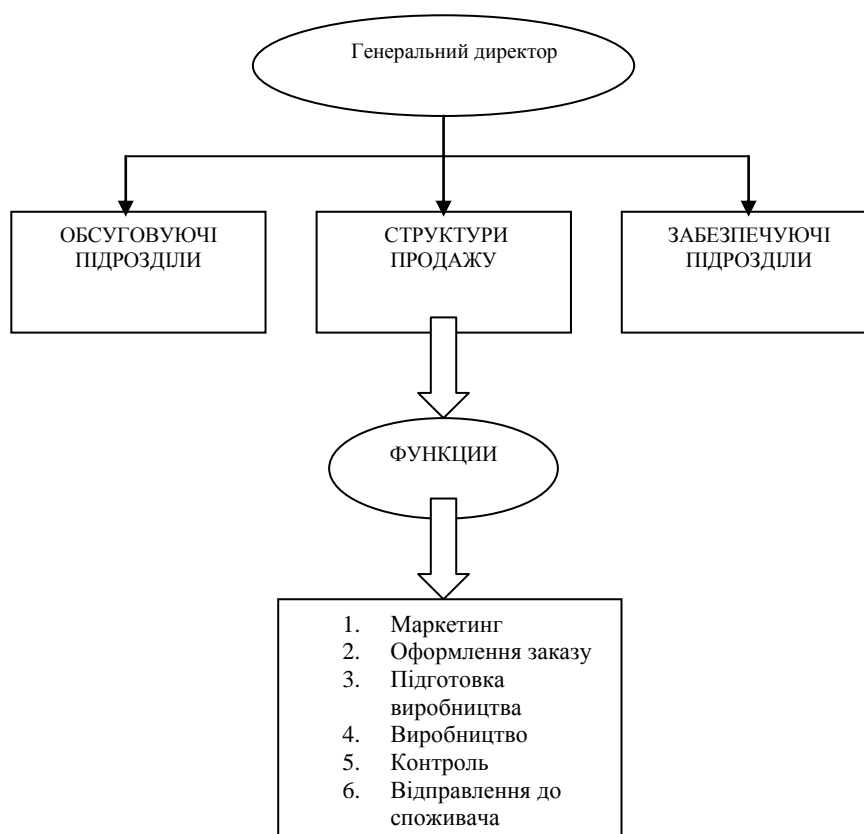 Генеральний директор
ОБСУГОВУЮЧІ
ПІДРОЗДІЛИ
СТРУКТУРИ
ПРОДАЖУ
ЗАБЕЗПЕЧУЮЧІ
ПІДРОЗДІЛИ
ФУНКЦИИ
1. Маркетинг
2. Оформлення заказу
3. Підготовка
виробництва
4. Виробництво
5. Контроль
6. Відправлення до
споживача